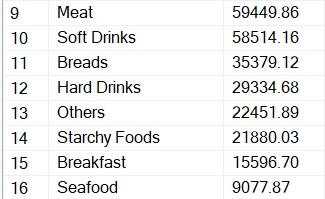 9 Meat 59449.86
10 Soft Drinks 58514.16
11 Breads 35379.12
12 Hard Drinks 29334.68
13 Others 22451.89
14 Starchy Foods 21880.03
15 Breakfast 15596.70
16 Seafood 9077.87